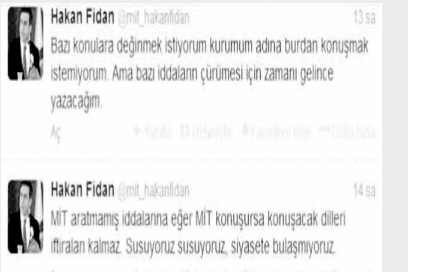 Hakan Fidan @mit_hakanfidan 13 sa
Bazı konulara değinmek istiyorum kurumum adına burdan konuşmak
istemiyorum. Ama bazı iddaların çürümesi için zamanı gelince
yazacağım.
Aç
Hakan Fidan @mit_hakanfidan 14 sa
MİT aratmamış iddalarına eğer MİT konuşursa konuşacak dilleri
iftiraları kalmaz. Susuyoruz susuyoruz, siyasete bulaşmıyoruz.